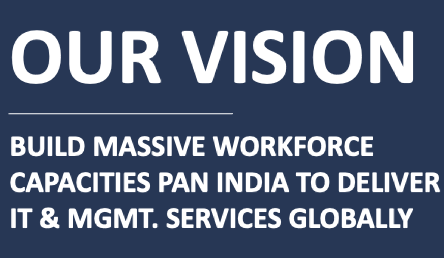 OUR VISION
BUILD MASSIVE WORKFORCE
CAPACITIES PAN INDIA TO DELIVER
IT & MGMT. SERVICES GLOBALLY